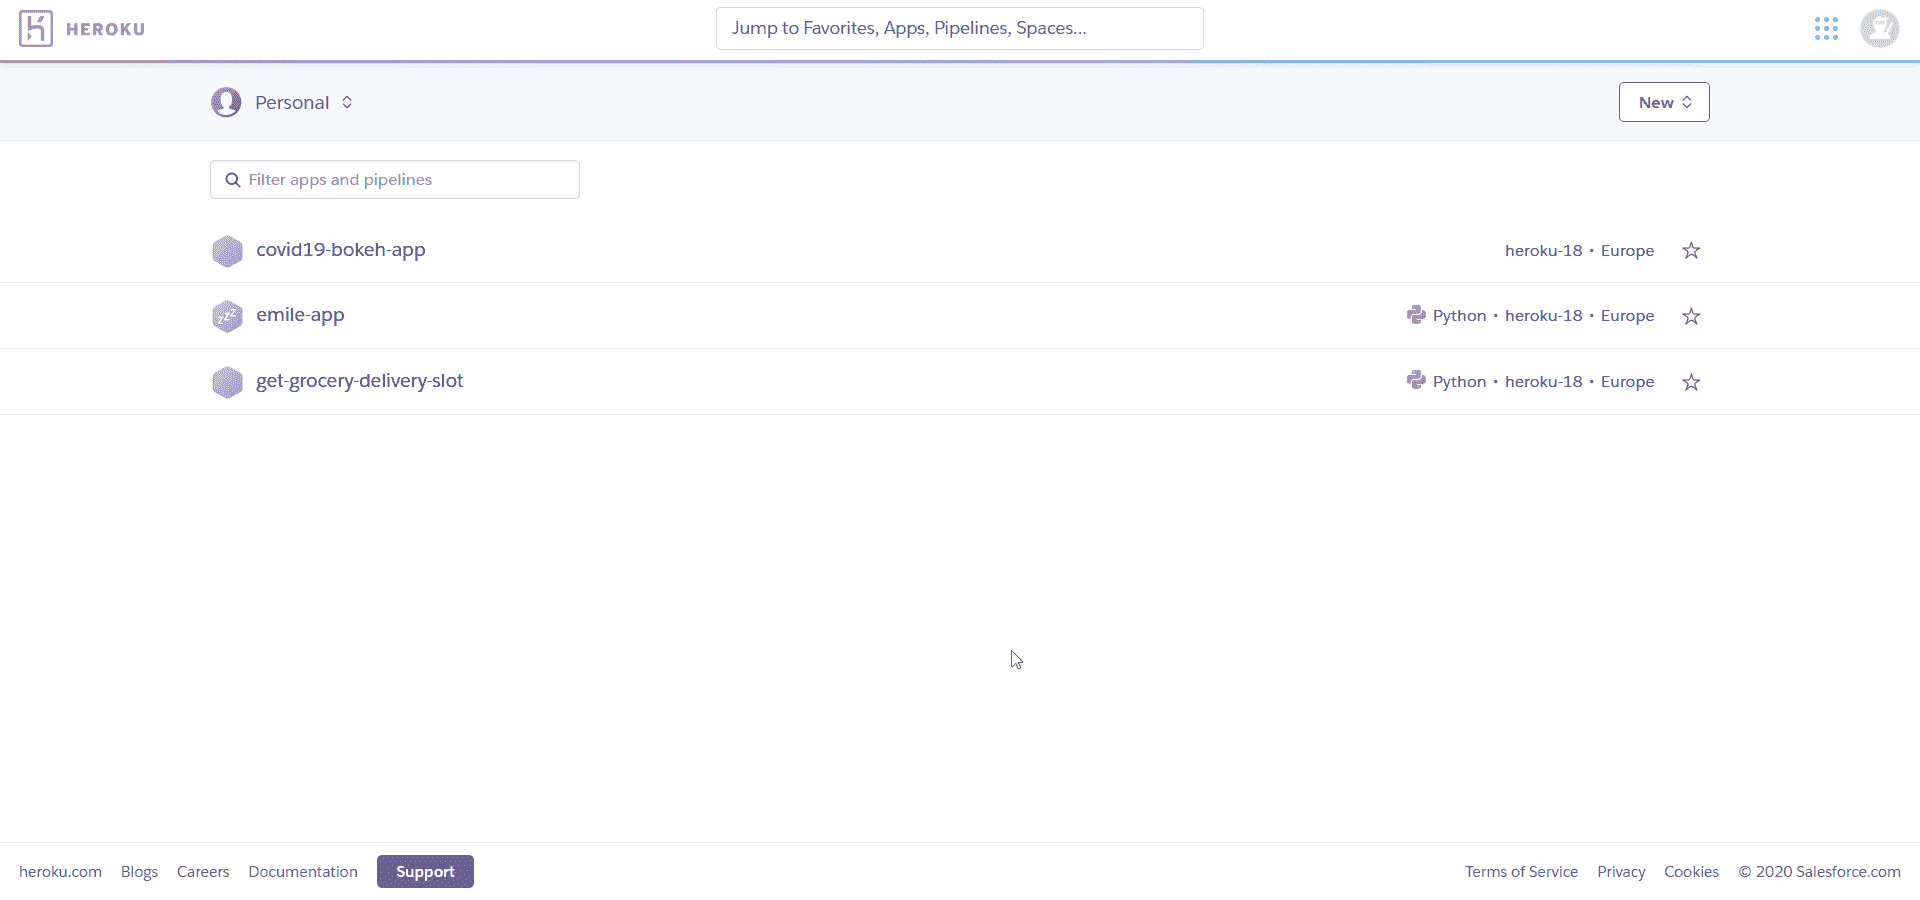 HEROKU
Jump to Favorites, Apps, Pipelines, Spaces...
Personal
New
Filter apps and pipelines
covid19-bokeh-app heroku-18 · Europe
emile-app Python · heroku-18 · Europe
get-grocery-delivery-slot Python · heroku-18 · Europe
heroku.com Blogs Careers Documentation Support Terms of Service Privacy Cookies © 2020 Salesforce.com